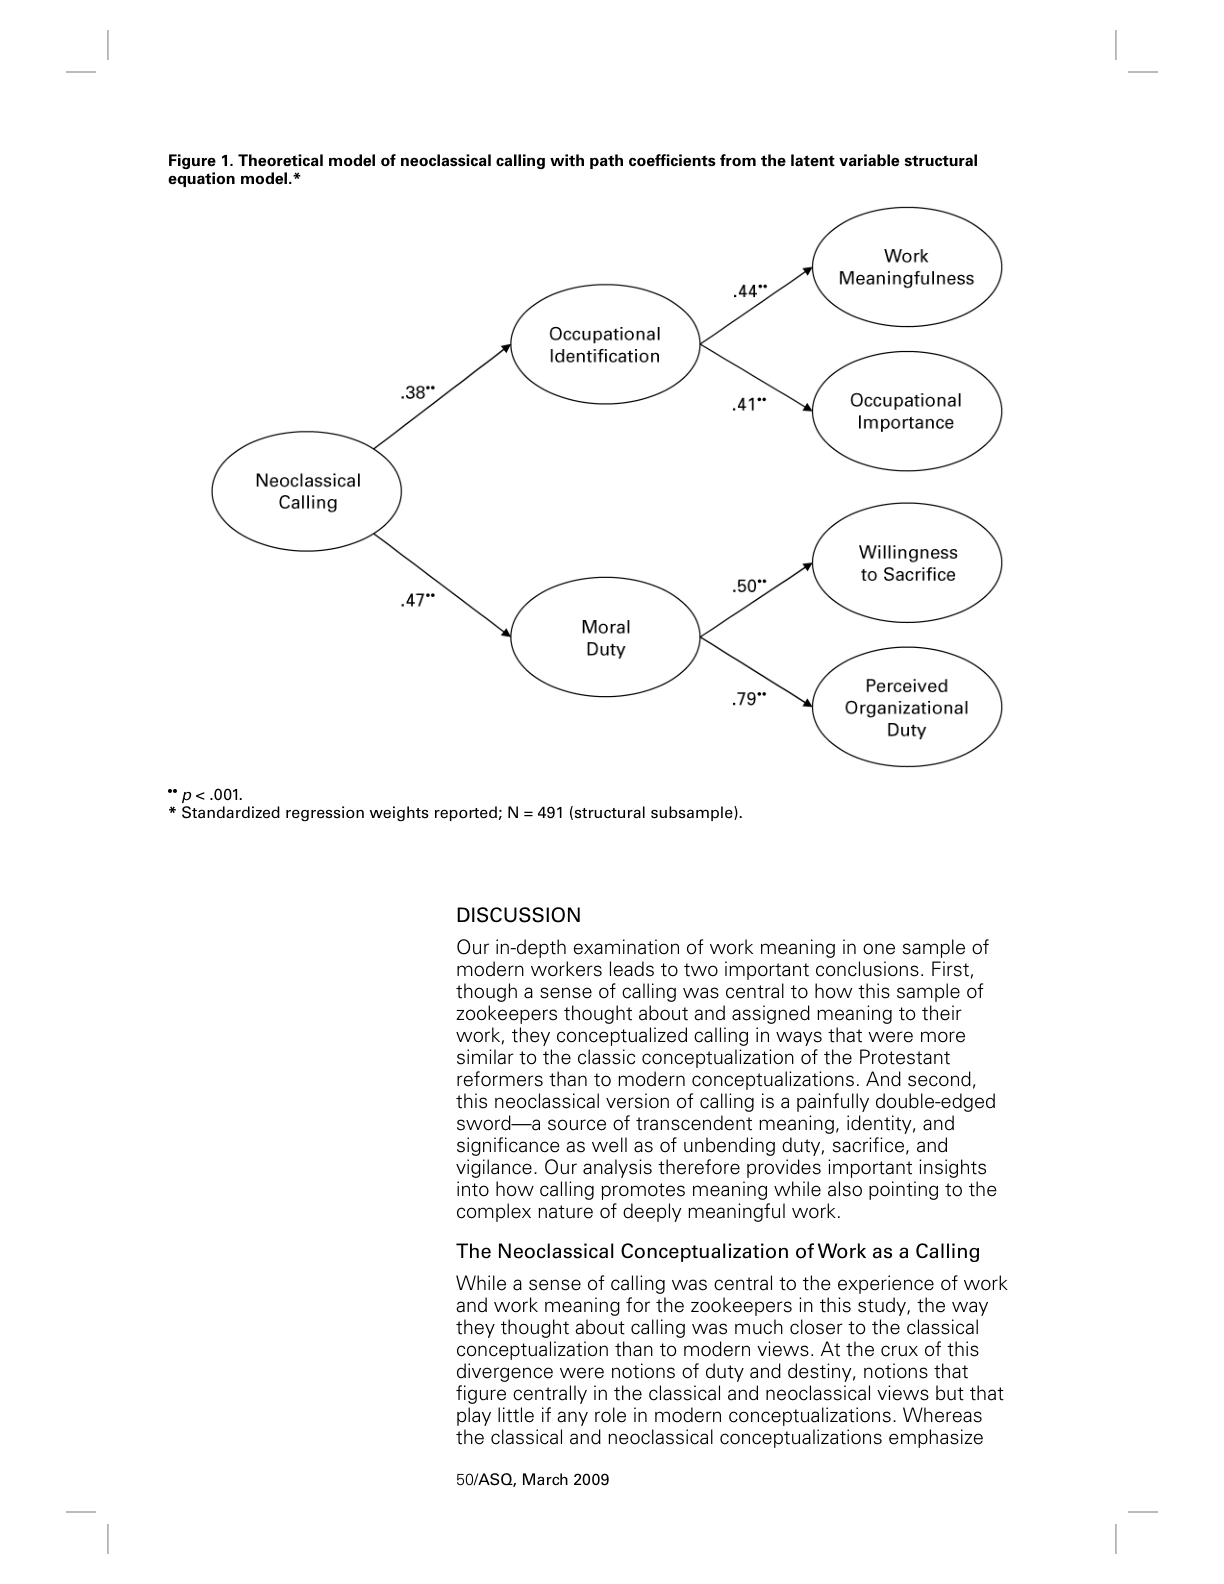 Figure 1. Theoretical model of neoclassical calling with path coefficients from the latent variable structural
equation model.*
Work
Meaningfulness
.44••
Occupational
Identification
.38••
.41••
Occupational
Importance
Neoclassical
Calling
Willingness
to Sacrifice
.50••
.47••
Moral
Duty
.79••
Perceived
Organizational
Duty
•• p < .001.
* Standardized regression weights reported; N = 491 (structural subsample).
DISCUSSION
Our in-depth examination of work meaning in one sample of
modern workers leads to two important conclusions. First,
though a sense of calling was central to how this sample of
zookeepers thought about and assigned meaning to their
work, they conceptualized calling in ways that were more
similar to the classic conceptualization of the Protestant
reformers than to modern conceptualizations. And second,
this neoclassical version of calling is a painfully double-edged
sword—a source of transcendent meaning, identity, and
significance as well as of unbending duty, sacrifice, and
vigilance. Our analysis therefore provides important insights
into how calling promotes meaning while also pointing to the
complex nature of deeply meaningful work.
The Neoclassical Conceptualization of Work as a Calling
While a sense of calling was central to the experience of work
and work meaning for the zookeepers in this study, the way
they thought about calling was much closer to the classical
conceptualization than to modern views. At the crux of this
divergence were notions of duty and destiny, notions that
figure centrally in the classical and neoclassical views but that
play little if any role in modern conceptualizations. Whereas
the classical and neoclassical conceptualizations emphasize
50/ASQ, March 2009